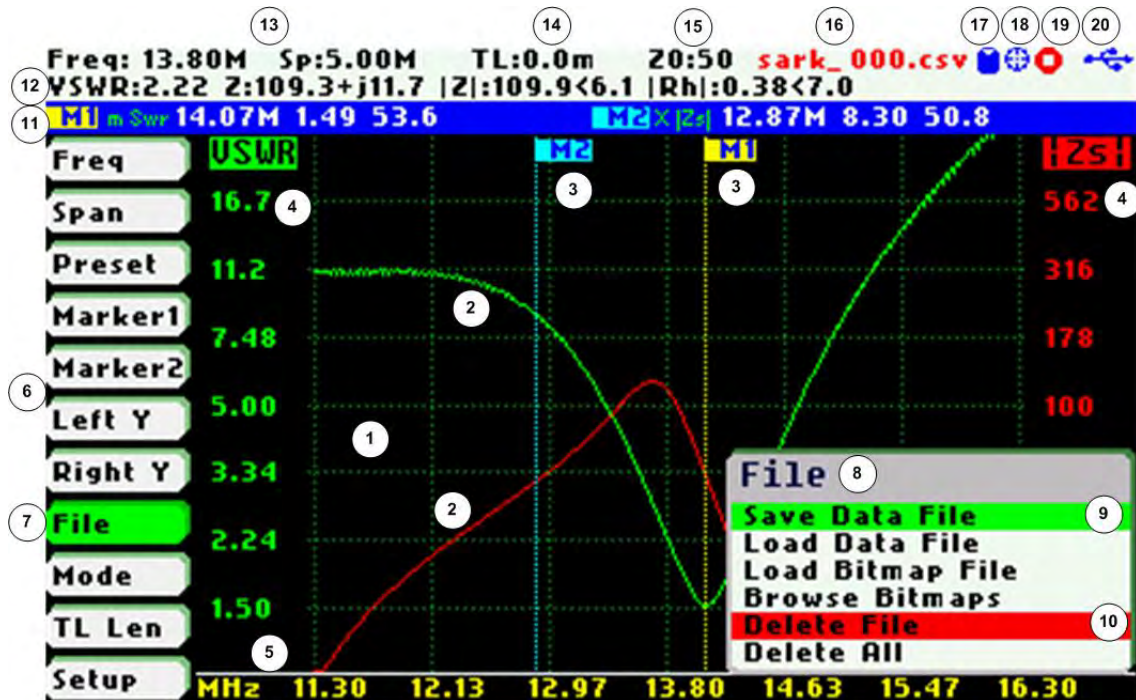 13 14 15 16 17 18 19 20
Freq: 13.80M Sp:5.00M TL:0.0m Z0:50 sark_000.csv
12 VSWR:2.22 Z:109.3+j11.7 |Z|:109.9<6.1 |Rh|:0.38<7.0
11 M1 m Swr 14.07M 1.49 53.6 M2 X |Zs| 12.87M 8.30 50.8
Freq VSWR M2 M1 |Zs|
3 3
Span 16.7 4 562 4
Preset 11.2 316
Marker1 2
7.48 178
Marker2
6
Left Y 5.00 100
1
Right Y 3.34
File 8
7 File 2
Save Data File 9
2.24
Load Data File
Mode
Load Bitmap File
Browse Bitmaps
TL Len 1.50
Delete File 10
5
Delete All
Setup
MHz 11.30 12.13 12.97 13.80 14.63 15.47 16.30